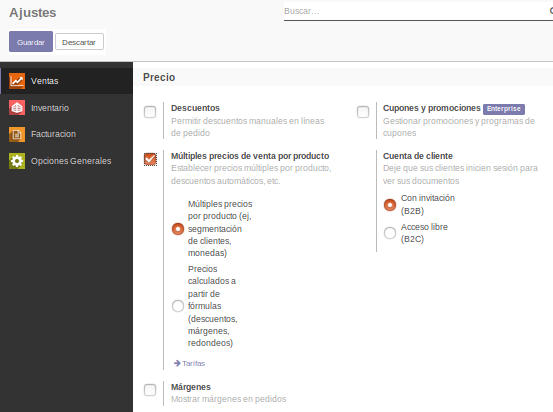 Ajustes
Buscar...
Guardar
Descartar
Ventas
Inventario
Facturacion
Opciones Generales
Precio
Descuentos
Permitir descuentos manuales en líneas
de pedido
Cupones y promociones Enterprise
Gestionar promociones y programas de
cupones
Múltiples precios de venta por producto
Establecer precios múltiples por producto,
descuentos automáticos, etc.
Múltiples precios
por producto (ej,
segmentación
de clientes,
monedas)
Precios
calculados a
partir de
fórmulas
(descuentos,
márgenes,
redondeos)
Tarifas
Cuenta de cliente
Deje que sus clientes inicien sesión para
ver sus documentos
Con invitación
(B2B)
Acceso libre
(B2C)
Márgenes
Mostrar márgenes en pedidos